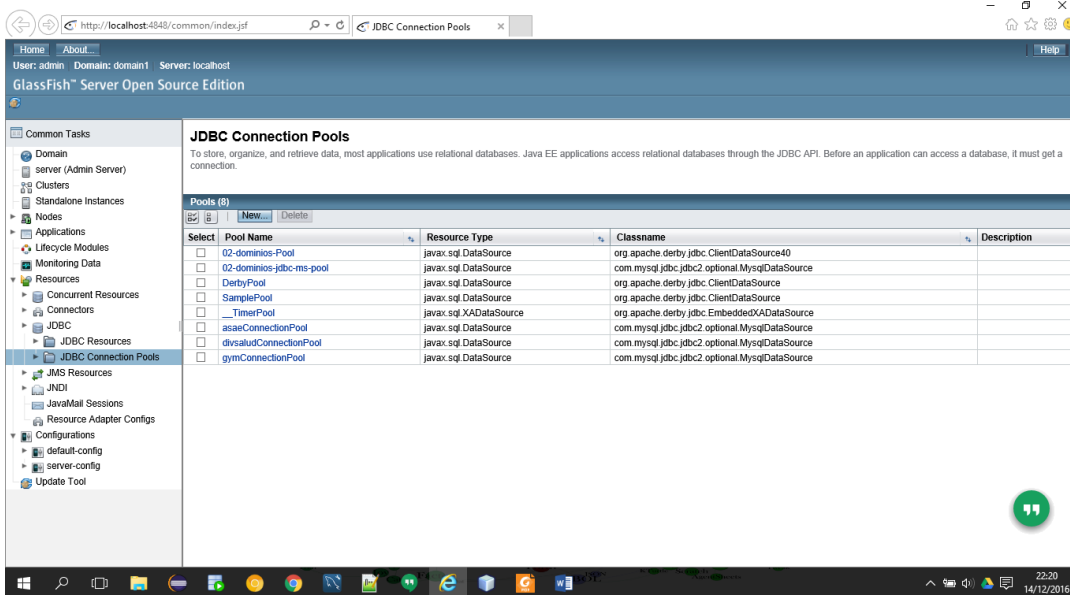 http://localhost:4848/common/index.jsf
JDBC Connection Pools
Home About...
Help
User: admin Domain: domain1 Server: localhost
GlassFish™ Server Open Source Edition
Common Tasks
Domain
server (Admin Server)
Clusters
Standalone Instances
Nodes
Applications
Lifecycle Modules
Monitoring Data
Resources
Concurrent Resources
Connectors
JDBC
JDBC Resources
JDBC Connection Pools
JMS Resources
JNDI
JavaMail Sessions
Resource Adapter Configs
Configurations
default-config
server-config
Update Tool
JDBC Connection Pools
To store, organize, and retrieve data, most applications use relational databases. Java EE applications access relational databases through the JDBC API. Before an application can access a database, it must get a
connection.
Pools (8)
New... Delete
Select Pool Name Resource Type Classname Description
02-dominios-Pool javax.sql.DataSource org.apache.derby.jdbc.ClientDataSource40
02-dominios-jdbc-ms-pool javax.sql.DataSource com.mysql.jdbc.jdbc2.optional.MysqlDataSource
DerbyPool javax.sql.DataSource org.apache.derby.jdbc.ClientDataSource
SamplePool javax.sql.DataSource org.apache.derby.jdbc.ClientDataSource
__TimerPool javax.sql.XADataSource org.apache.derby.jdbc.EmbeddedXADataSource
asaeConnectionPool javax.sql.DataSource com.mysql.jdbc.jdbc2.optional.MysqlDataSource
divsaludConnectionPool javax.sql.DataSource com.mysql.jdbc.jdbc2.optional.MysqlDataSource
gymConnectionPool javax.sql.DataSource com.mysql.jdbc.jdbc2.optional.MysqlDataSource
22:20
14/12/2016